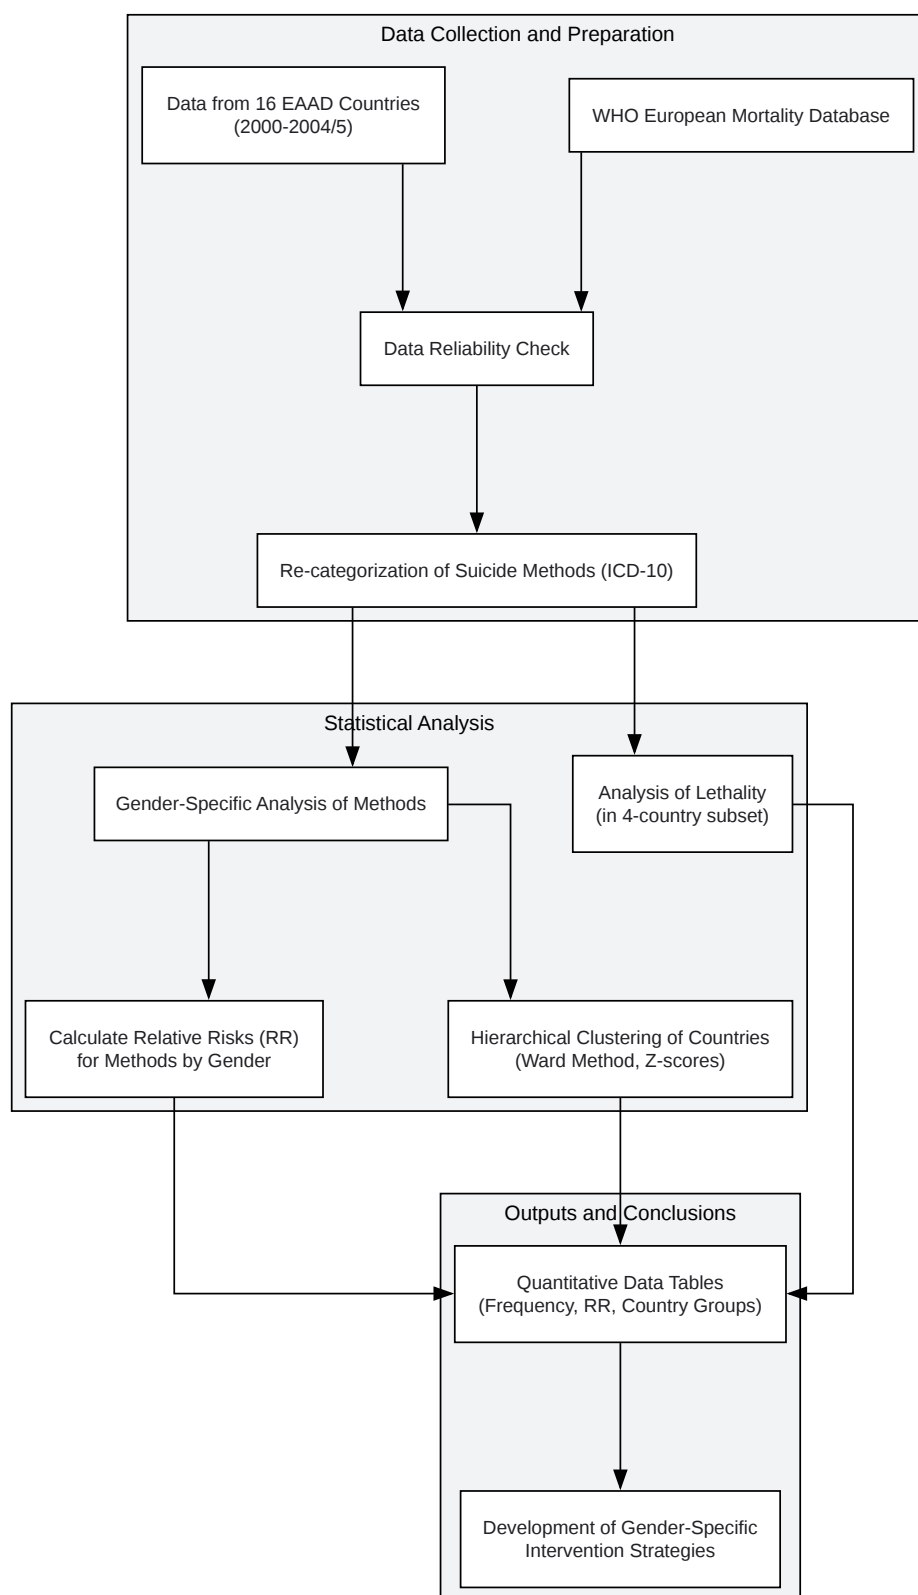 Data Collection and Preparation
Data from 16 EAAD Countries
(2000-2004/5)
WHO European Mortality Database
Data Reliability Check
Re-categorization of Suicide Methods (ICD-10)
Statistical Analysis
Gender-Specific Analysis of Methods
Analysis of Lethality
(in 4-country subset)
Calculate Relative Risks (RR)
for Methods by Gender
Hierarchical Clustering of Countries
(Ward Method, Z-scores)
Outputs and Conclusions
Quantitative Data Tables
(Frequency, RR, Country Groups)
Development of Gender-Specific
Intervention Strategies